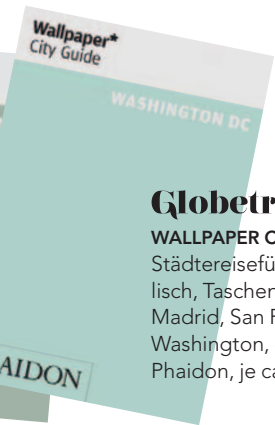 Wallpaper*
City Guide
WASHINGTON DC
Globetr
WALLPAPER C
Städtereisefü
lisch, Taschen
Madrid, San F
Washington,
Phaidon, je ca
AIDON